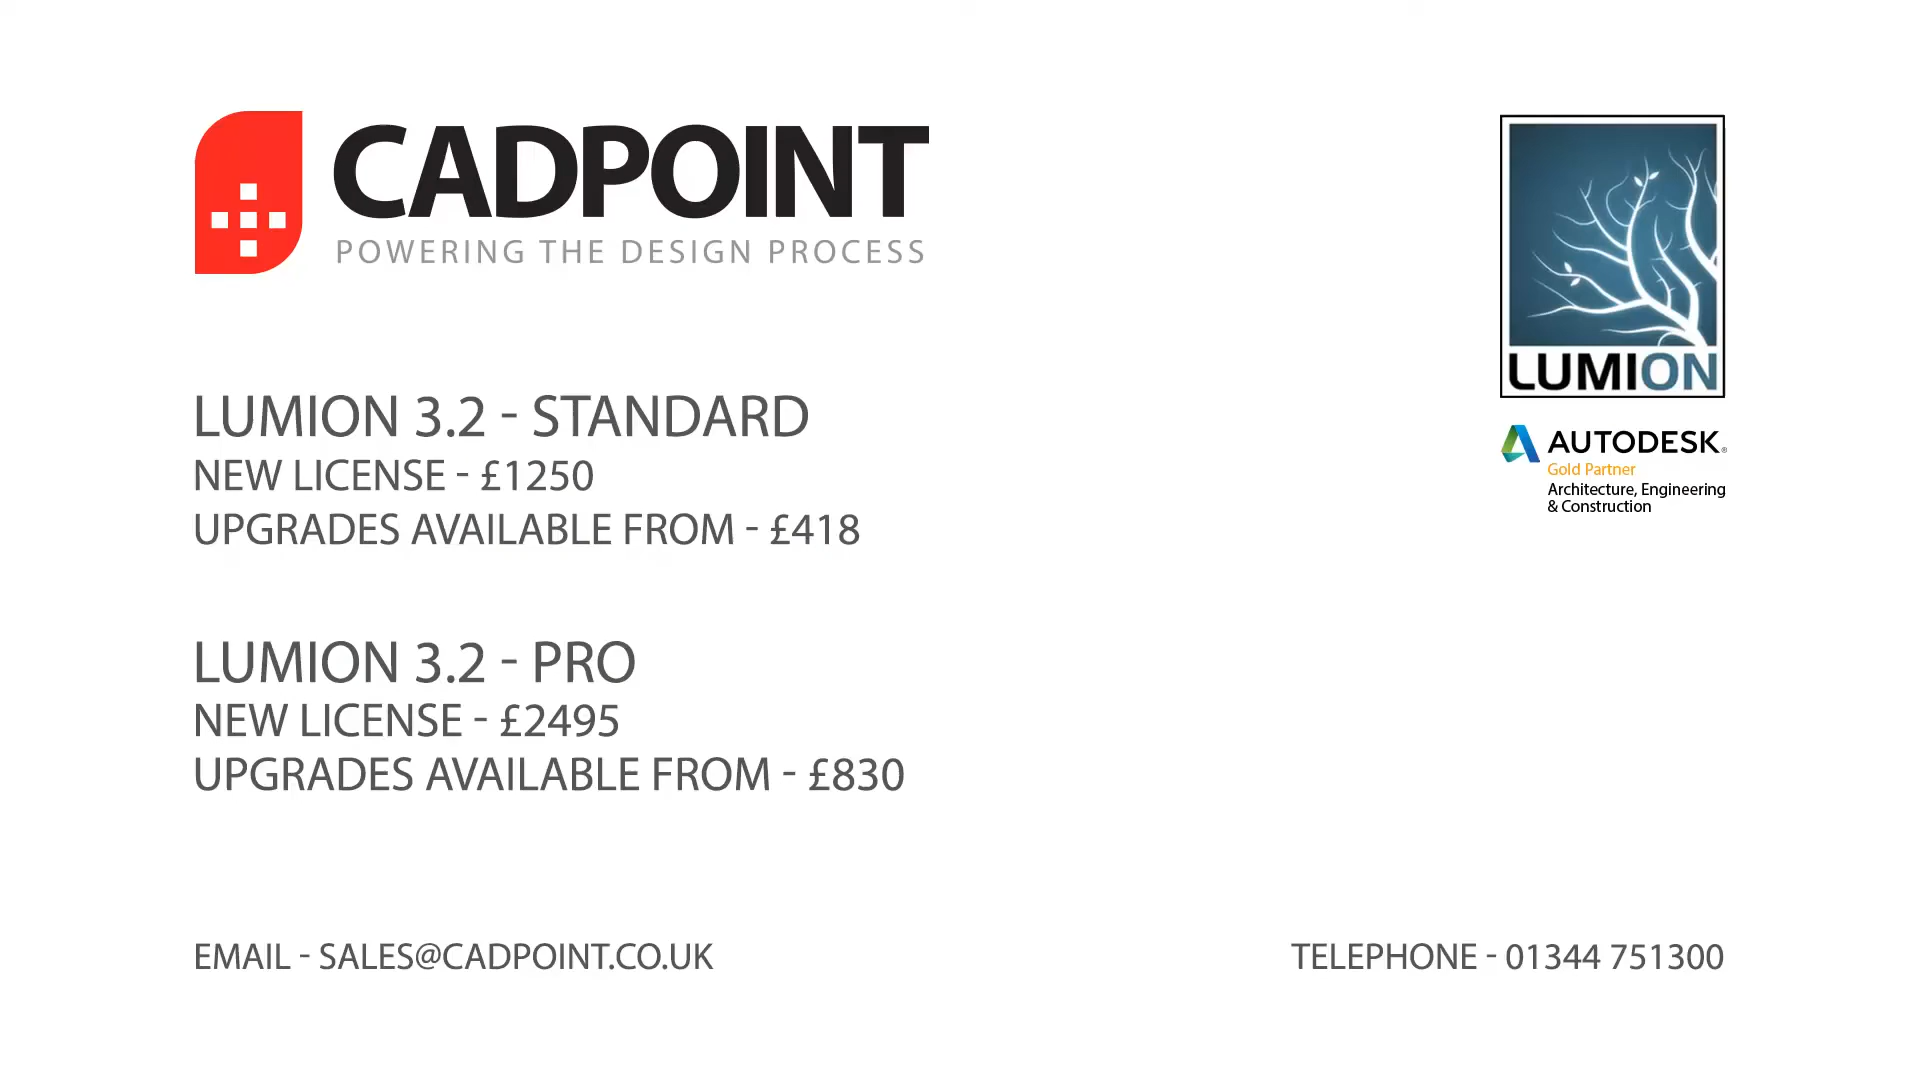 CADPOINT
POWERING THE DESIGN PROCESS
LUMION
AUTODESK®
Gold Partner
Architecture, Engineering
& Construction
LUMION 3.2 - STANDARD
NEW LICENSE - £1250
UPGRADES AVAILABLE FROM - £418
LUMION 3.2 - PRO
NEW LICENSE - £2495
UPGRADES AVAILABLE FROM - £830
EMAIL - SALES@CADPOINT.CO.UK
TELEPHONE - 01344 751300